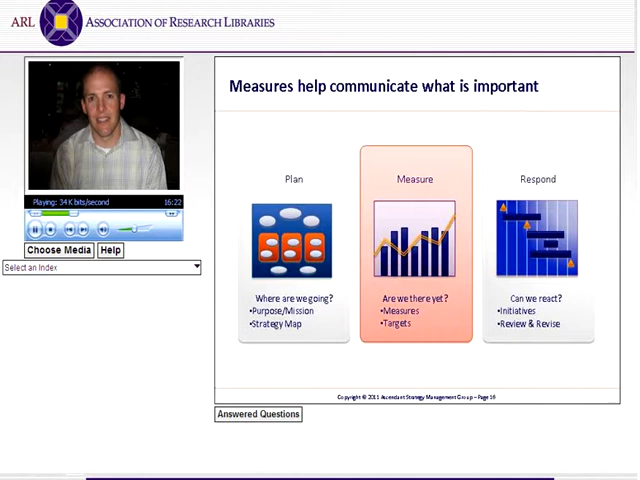 ARL ASSOCIATION OF RESEARCH LIBRARIES
Playing: 34 K bits/second 16:22
Choose Media Help
Select an Index
Measures help communicate what is important
Plan
Where are we going?
•Purpose/Mission
•Strategy Map
Measure
Are we there yet?
•Measures
•Targets
Respond
Can we react?
•Initiatives
•Review & Revise
Copyright © 2011 Ascendant Strategy Management Group – Page 16
Answered Questions